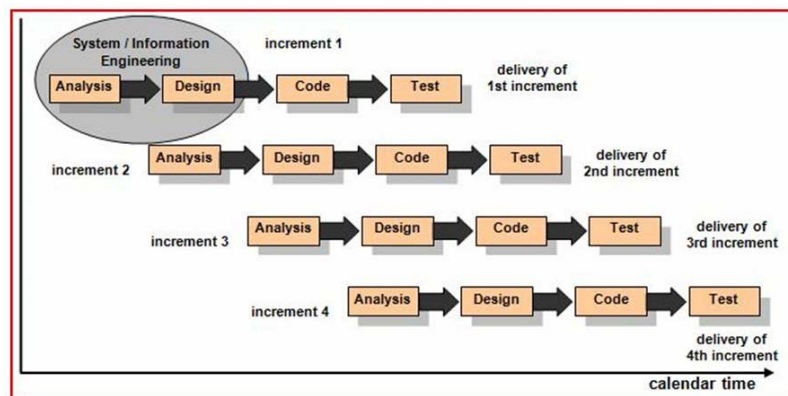 System / Information
Engineering
increment 1
Analysis
Design
Code
Test
delivery of
1st increment
increment 2
Analysis
Design
Code
Test
delivery of
2nd increment
increment 3
Analysis
Design
Code
Test
delivery of
3rd increment
increment 4
Analysis
Design
Code
Test
delivery of
4th increment
calendar time